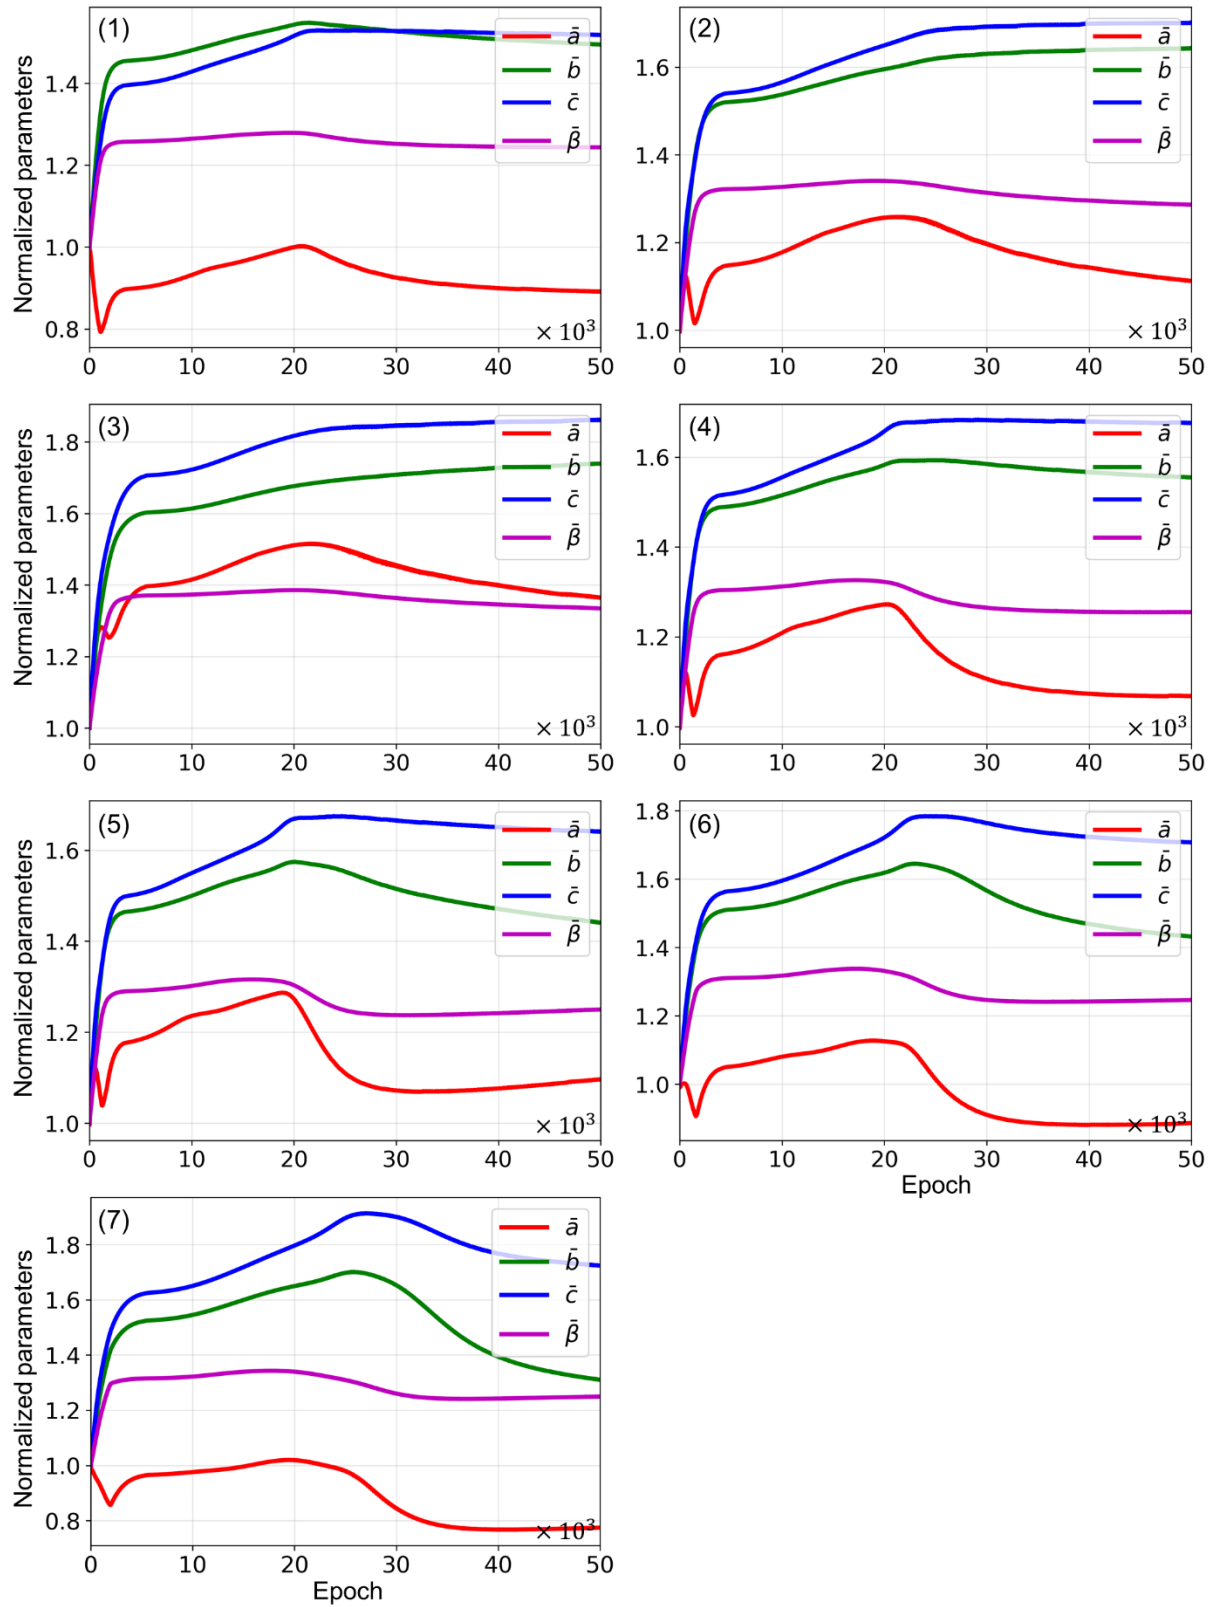 (1)
Normalized parameters
1.4
1.2
1.0
0.8
ā
b̄
c̄
β̄
× 10³
0 10 20 30 40 50
(2)
1.6
1.4
1.2
1.0
ā
b̄
c̄
β̄
× 10³
0 10 20 30 40 50
(3)
Normalized parameters
1.8
1.6
1.4
1.2
1.0
ā
b̄
c̄
β̄
× 10³
0 10 20 30 40 50
(4)
1.6
1.4
1.2
1.0
ā
b̄
c̄
β̄
× 10³
0 10 20 30 40 50
(5)
Normalized parameters
1.6
1.4
1.2
1.0
ā
b̄
c̄
β̄
× 10³
0 10 20 30 40 50
(6)
1.8
1.6
1.4
1.2
1.0
ā
b̄
c̄
β̄
× 10³
0 10 20 30 40 50
Epoch
(7)
Normalized parameters
1.8
1.6
1.4
1.2
1.0
0.8
ā
b̄
c̄
β̄
× 10³
0 10 20 30 40 50
Epoch